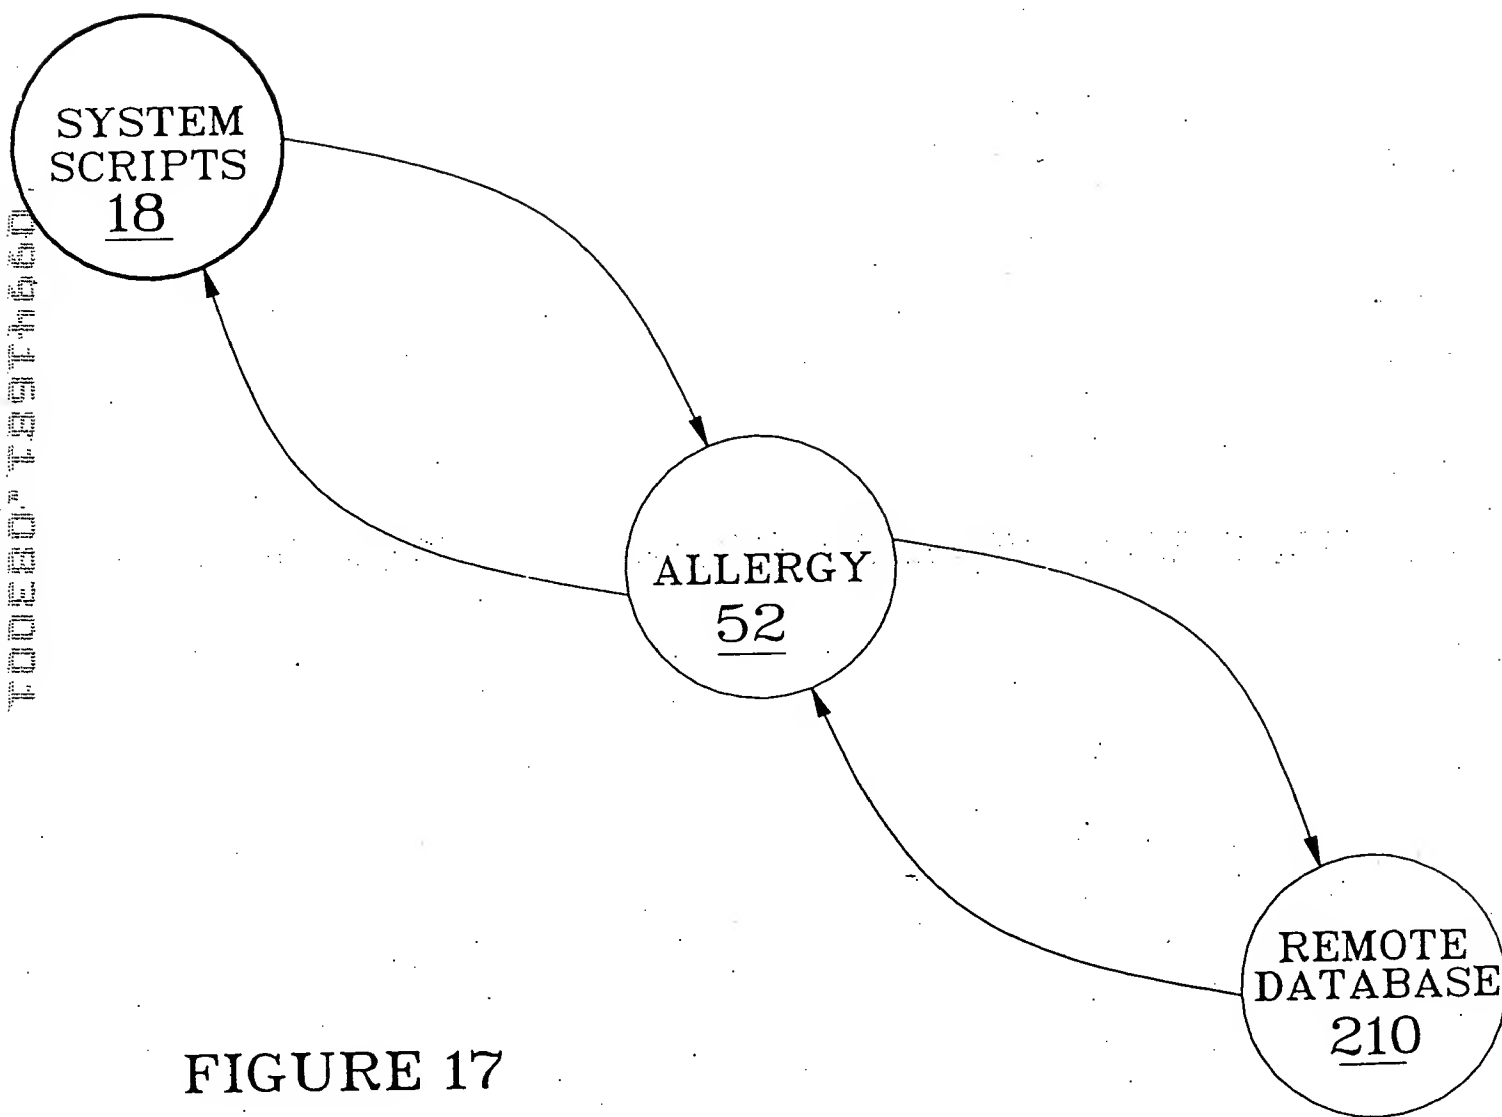 SYSTEM
SCRIPTS
18
ALLERGY
52
REMOTE
DATABASE
210
FIGURE 17